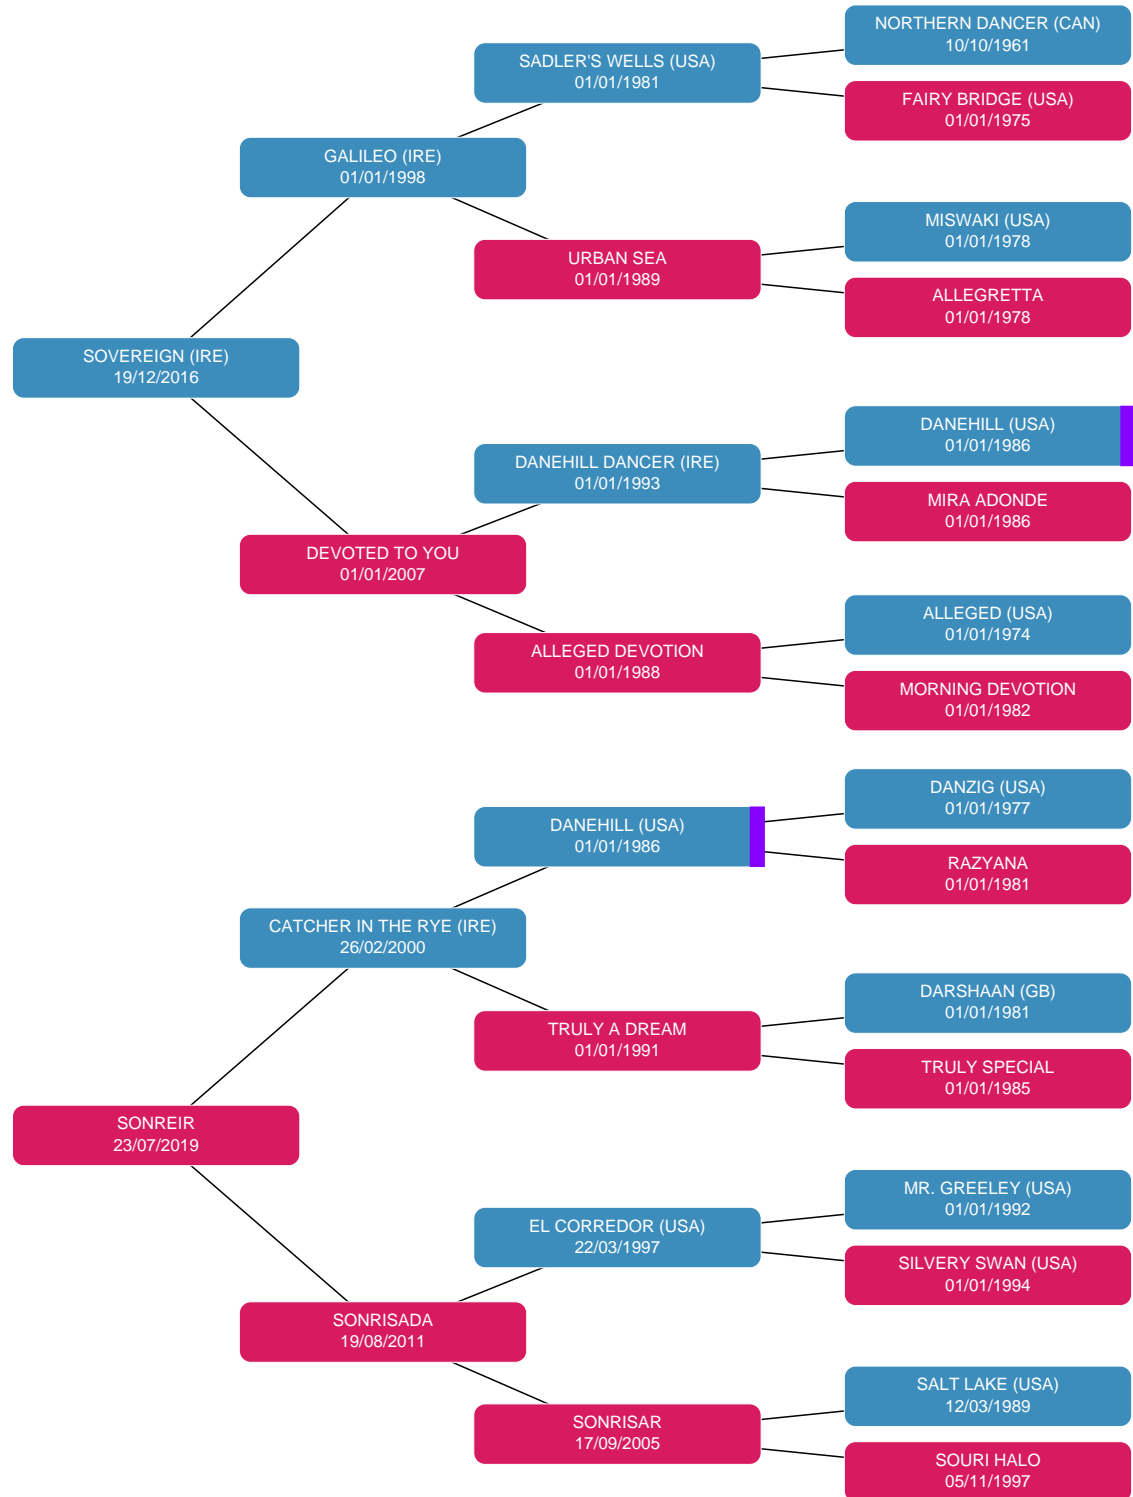 NORTHERN DANCER (CAN)
10/10/1961
SADLER'S WELLS (USA)
01/01/1981
FAIRY BRIDGE (USA)
01/01/1975
GALILEO (IRE)
01/01/1998
MISWAKI (USA)
01/01/1978
URBAN SEA
01/01/1989
ALLEGRETTA
01/01/1978
SOVEREIGN (IRE)
19/12/2016
DANEHILL (USA)
01/01/1986
DANEHILL DANCER (IRE)
01/01/1993
MIRA ADONDE
01/01/1986
DEVOTED TO YOU
01/01/2007
ALLEGED (USA)
01/01/1974
ALLEGED DEVOTION
01/01/1988
MORNING DEVOTION
01/01/1982
DANZIG (USA)
01/01/1977
DANEHILL (USA)
01/01/1986
RAZYANA
01/01/1981
CATCHER IN THE RYE (IRE)
26/02/2000
DARSHAAN (GB)
01/01/1981
TRULY A DREAM
01/01/1991
TRULY SPECIAL
01/01/1985
SONREIR
23/07/2019
MR. GREELEY (USA)
01/01/1992
EL CORREDOR (USA)
22/03/1997
SILVERY SWAN (USA)
01/01/1994
SONRISADA
19/08/2011
SALT LAKE (USA)
12/03/1989
SONRISAR
17/09/2005
SOURI HALO
05/11/1997